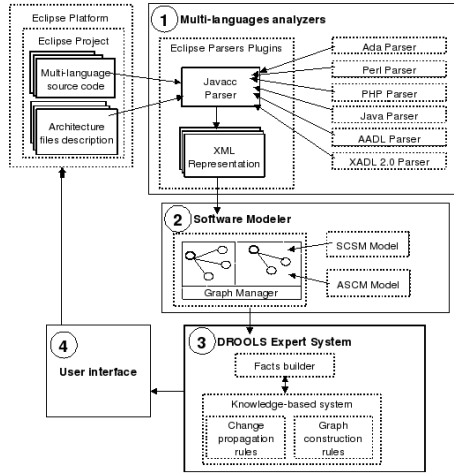 Eclipse Platform
Eclipse Project
Multi-language
source code
Architecture
files description
1 Multi-languages analyzers
Eclipse Parsers Plugins
Javacc
Parser
XML
Representation
Ada Parser
Perl Parser
PHP Parser
Java Parser
AADL Parser
XADL 2.0 Parser
2 Software Modeler
Graph Manager
SCSM Model
ASCM Model
3 DROOLS Expert System
Facts builder
Knowledge-based system
Change
propagation
rules
Graph
construction
rules
4
User interface